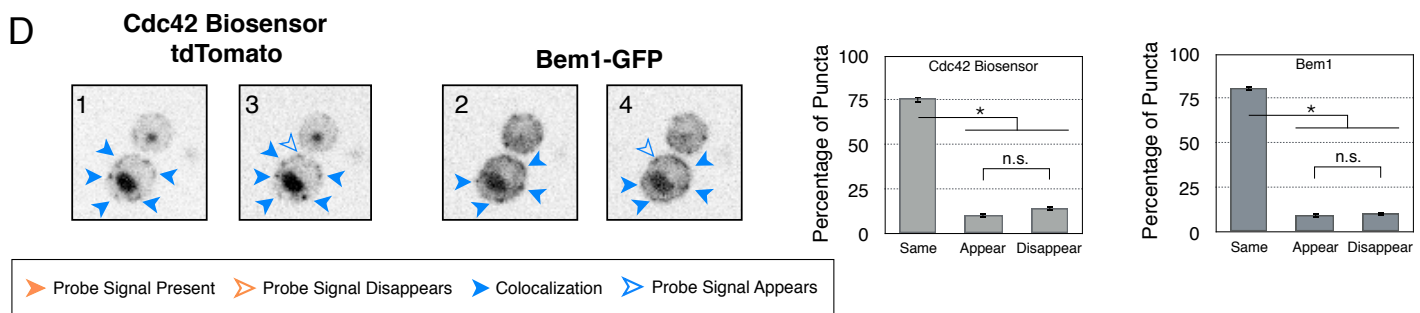 D
Cdc42 Biosensor
tdTomato
Bem1-GFP
1
3
2
4
Percentage of Puncta
100
75
50
25
0
Cdc42 Biosensor
*
n.s.
Same Appear Disappear
Percentage of Puncta
100
75
50
25
0
Bem1
*
n.s.
Same Appear Disappear
Probe Signal Present Probe Signal Disappears Colocalization Probe Signal Appears